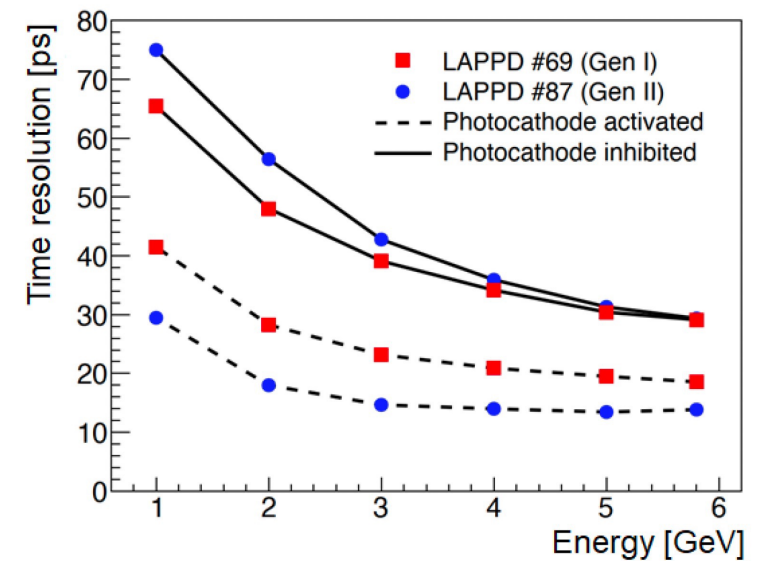 80
70
60
50
40
30
20
10
0
Time resolution [ps]
LAPPD #69 (Gen I)
LAPPD #87 (Gen II)
Photocathode activated
Photocathode inhibited
1 2 3 4 5 6
Energy [GeV]